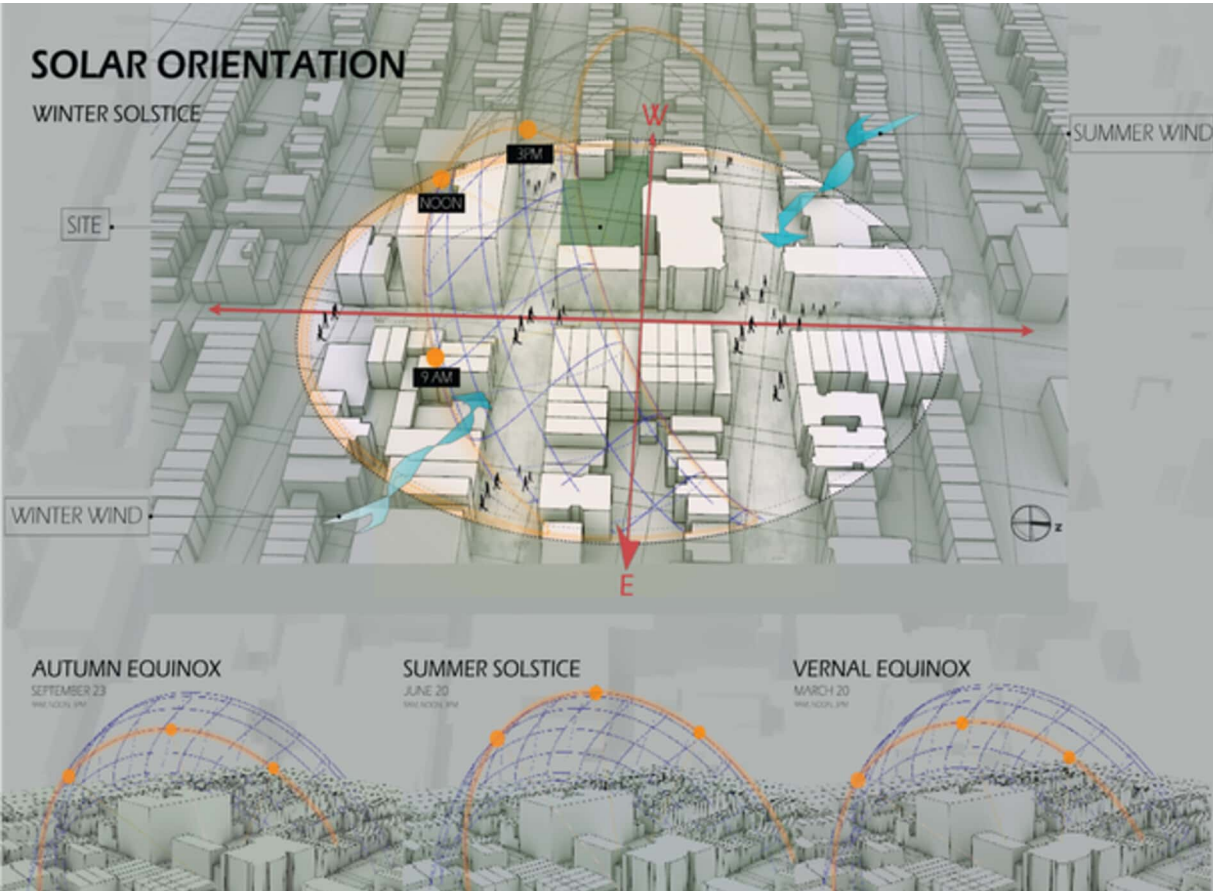 SOLAR ORIENTATION
WINTER SOLSTICE
W
SUMMER WIND
3PM
NOON
SITE
9 AM
WINTER WIND
N
E
AUTUMN EQUINOX
SEPTEMBER 23
SUMMER SOLSTICE
JUNE 20
VERNAL EQUINOX
MARCH 20